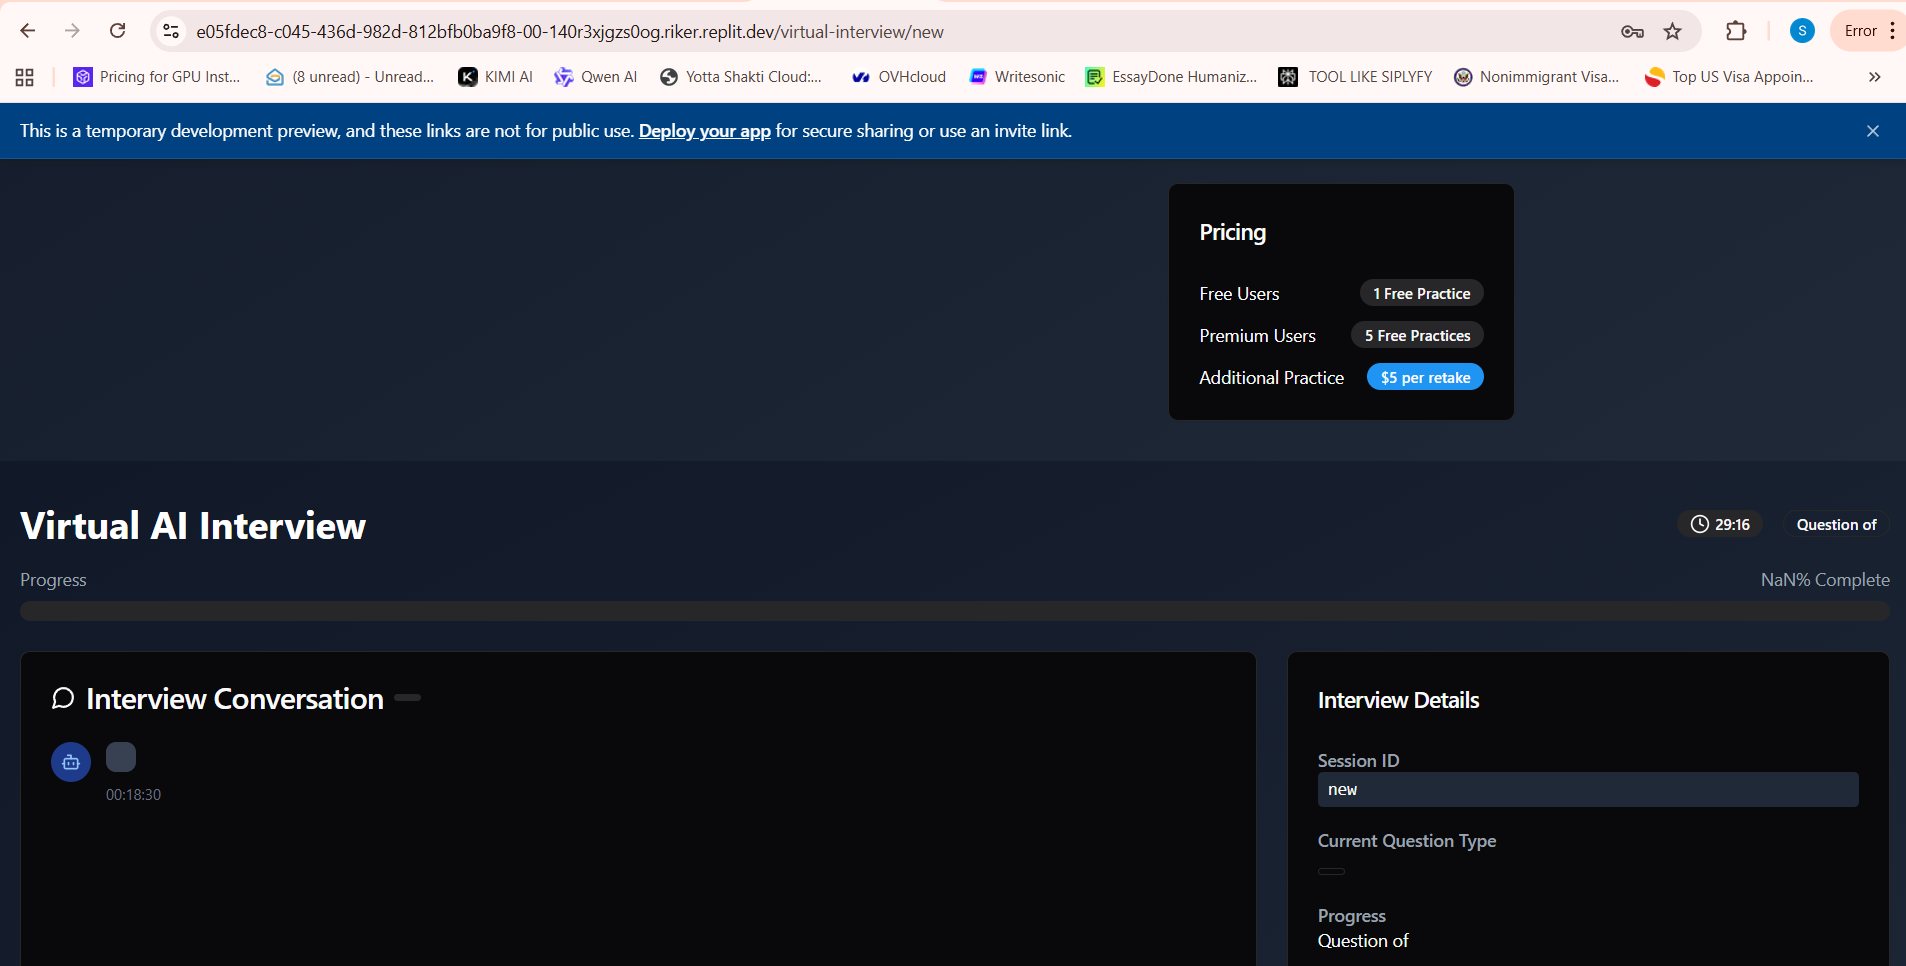 e05fdec8-c045-436d-982d-812bfb0ba9f8-00-140r3xjgzs0og.riker.replit.dev/virtual-interview/new
S
Error
Pricing for GPU Inst...
(8 unread) - Unread...
KIMI AI
Qwen AI
Yotta Shakti Cloud:...
OVHcloud
Writesonic
EssayDone Humaniz...
TOOL LIKE SIPLYFY
Nonimmigrant Visa...
Top US Visa Appoin...
This is a temporary development preview, and these links are not for public use. Deploy your app for secure sharing or use an invite link.
Pricing
Free Users 1 Free Practice
Premium Users 5 Free Practices
Additional Practice $5 per retake
Virtual AI Interview
29:16
Question of
Progress
NaN% Complete
Interview Conversation
00:18:30
Interview Details
Session ID
new
Current Question Type
Progress
Question of